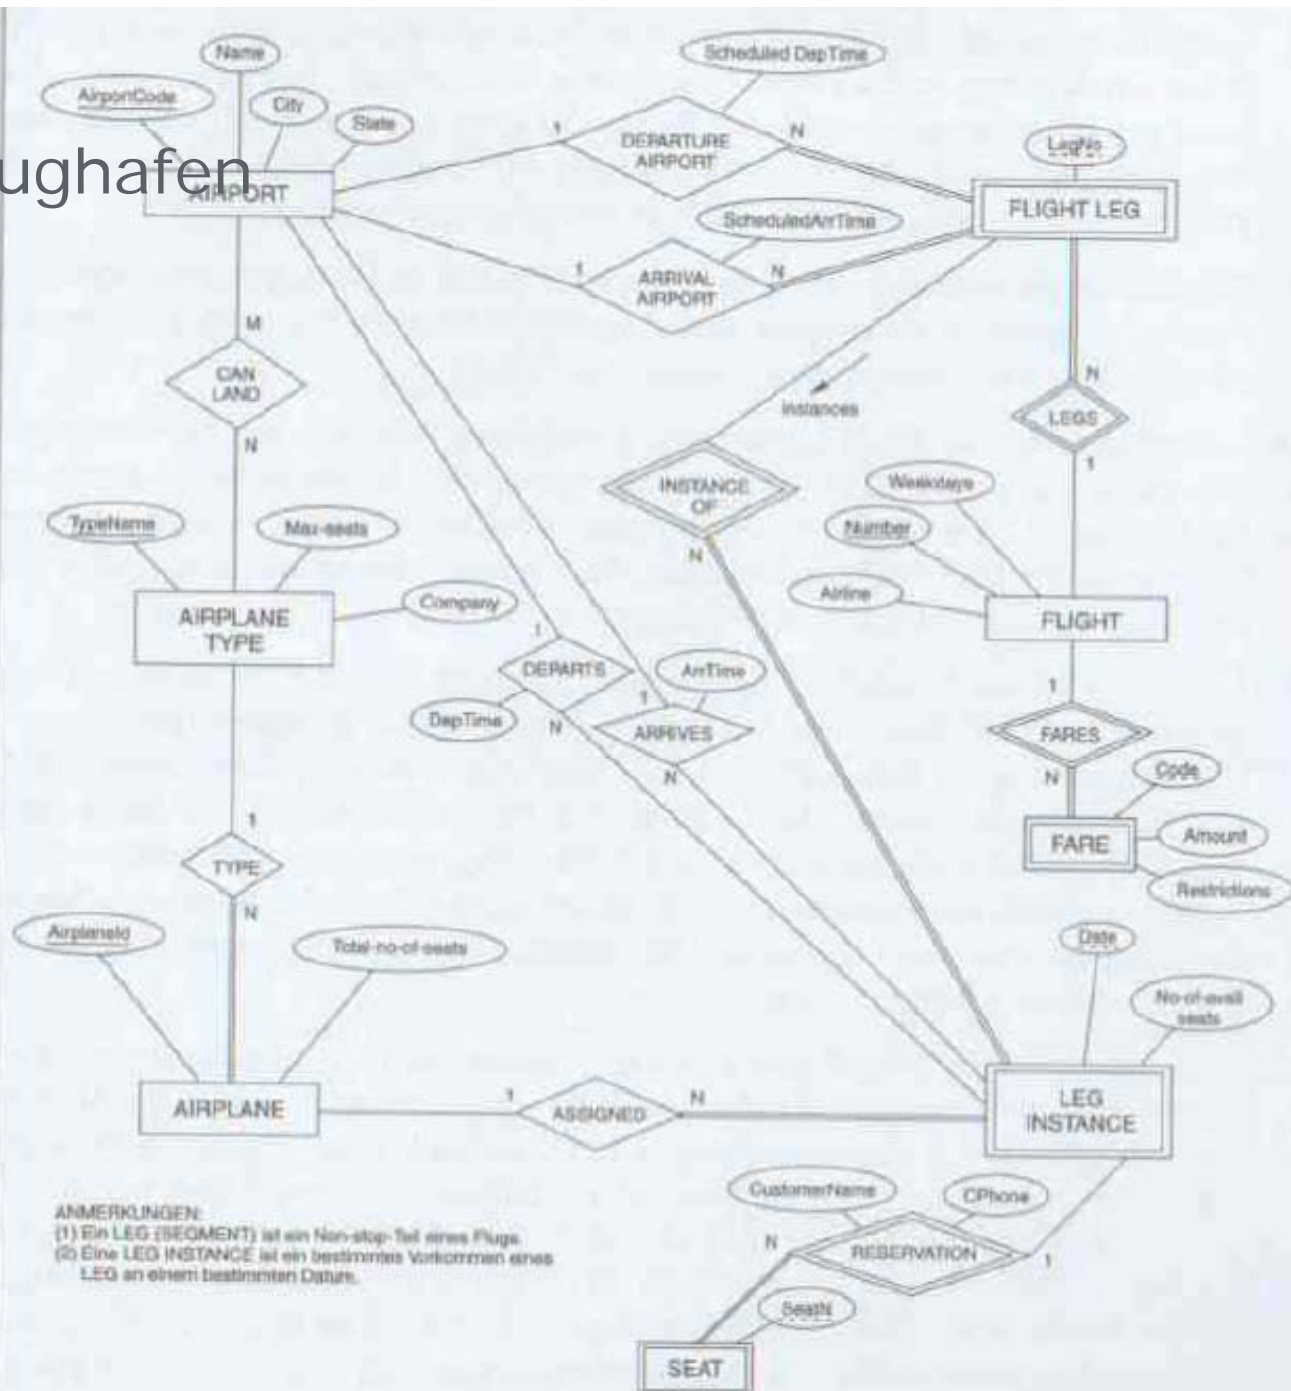 Name
Scheduled DepTime
AirportCode
City
State
1
DEPARTURE
AIRPORT
N
LegNo
ughafen
AIRPORT
FLIGHT LEG
ScheduledArrTime
1
ARRIVAL
AIRPORT
N
M
CAN
LAND
N
instances
N
LEGS
1
INSTANCE
OF
N
Weekdays
Number
Airline
FLIGHT
TypeName
Max-seats
Company
AIRPLANE
TYPE
1
DEPARTS
DepTime
N
ArrTime
1
ARRIVES
N
1
FARES
N
Code
FARE
Amount
Restrictions
1
TYPE
N
AirplaneId
Total-no-of-seats
Date
No-of-avail
seats
AIRPLANE
1
ASSIGNED
N
LEG
INSTANCE
CustomerName
CPhone
N
RESERVATION
1
ANMERKUNGEN:
(1) Ein LEG (SEGMENT) ist ein Non-stop-Teil eines Flugs.
(2) Eine LEG INSTANCE ist ein bestimmtes Vorkommen eines
LEG an einem bestimmten Datum.
SEAT